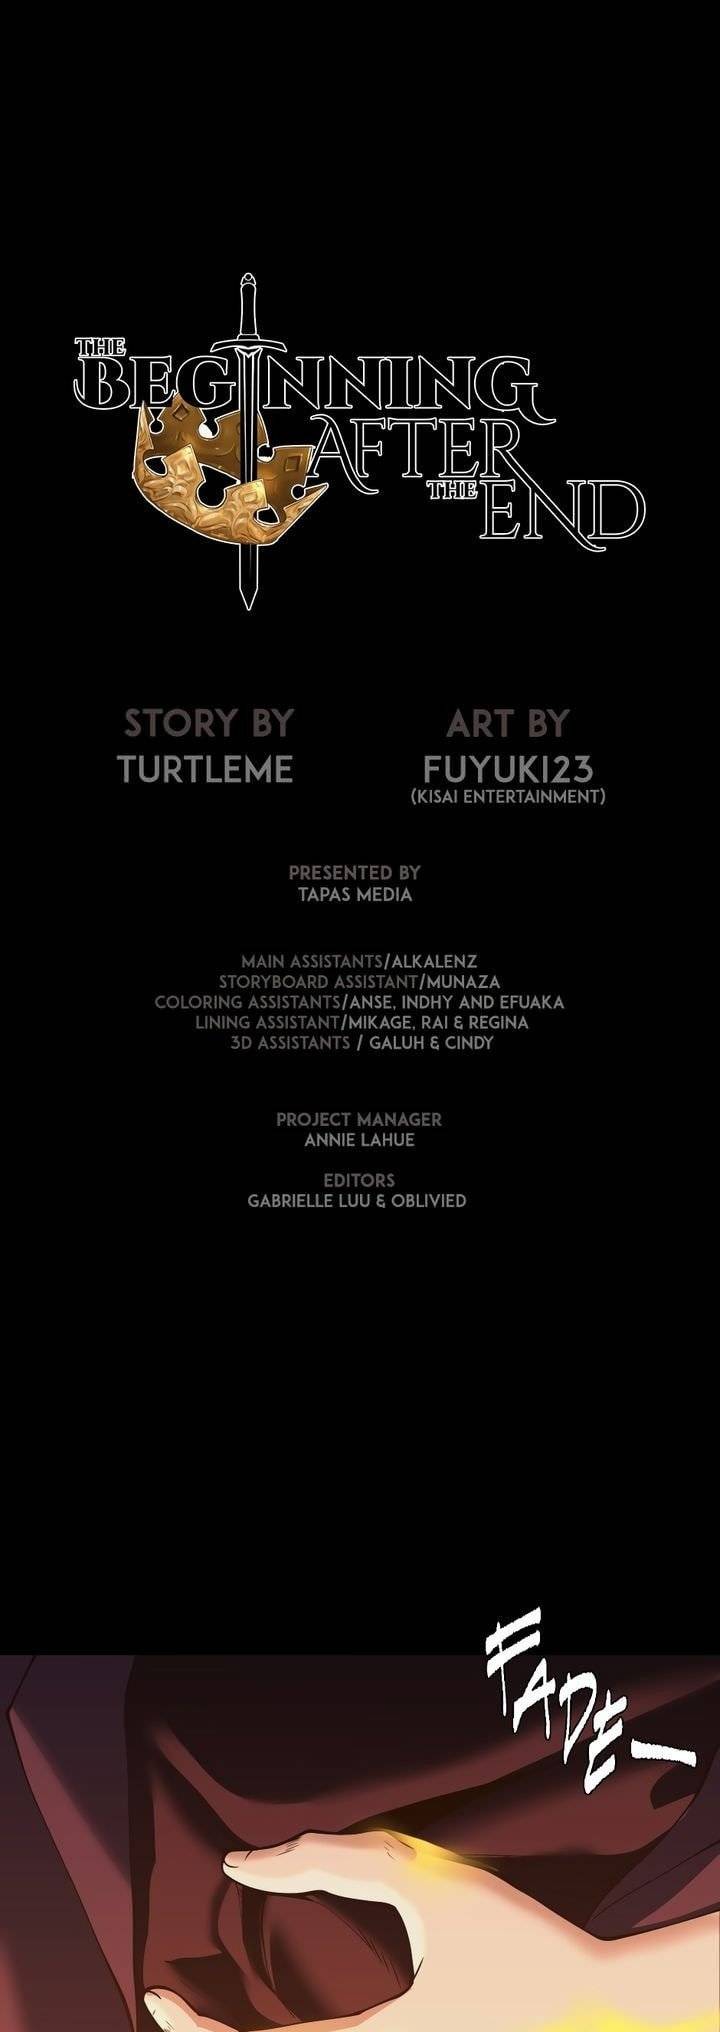 THE
BEGINNING
AFTER
THE END
STORY BY
TURTLEME
ART BY
FUYUKI23
(KISAI ENTERTAINMENT)
PRESENTED BY
TAPAS MEDIA
MAIN ASSISTANTS/ALKALENZ
STORYBOARD ASSISTANT/MUNAZA
COLORING ASSISTANTS/ANSE, INDHY AND EFUAKA
LINING ASSISTANT/MIKAGE, RAI & REGINA
3D ASSISTANTS / GALUH & CINDY
PROJECT MANAGER
ANNIE LAHUE
EDITORS
GABRIELLE LUU & OBLIVIED
FADE—